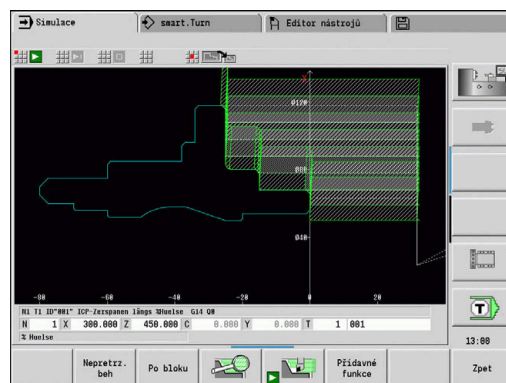 Simulace smart.Turn Editor nástrojů
X
Ø120
Ø80
Ø40
-80 -60 -40 -20 0 20
N1 T1 ID"001" ICP-Zerspanen längs %Huelse G14 Q0
N 1 X 300.000 Z 450.000 C 0.000 Y 0.000 T 1 001
% Huelse
13:00
Nepretrz. beh
Po bloku
Přídavné funkce
Zpet
T